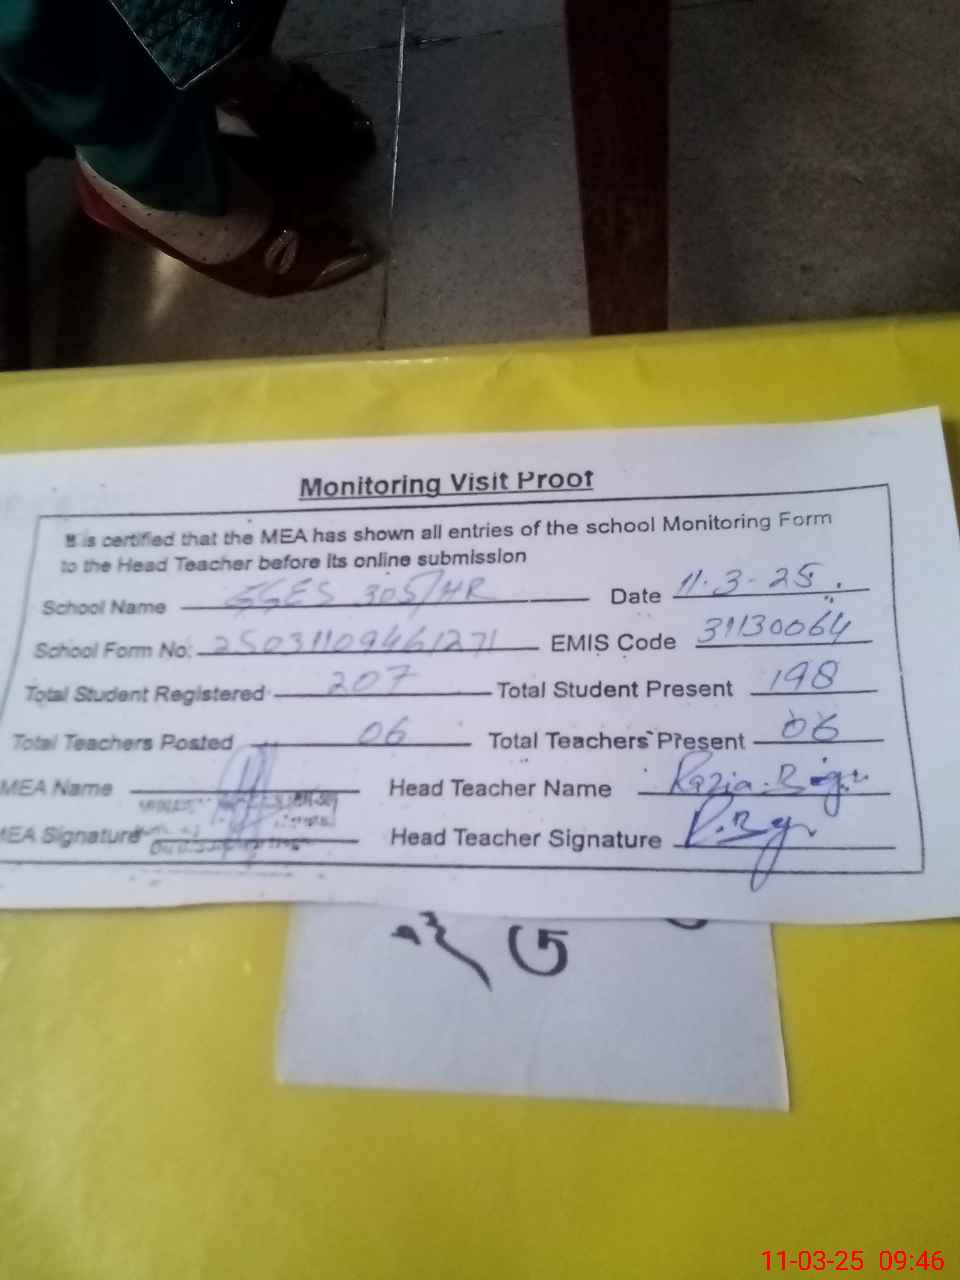 Monitoring Visit Proof
It is certified that the MEA has shown all entries of the school Monitoring Form
to the Head Teacher before its online submission
School Name GGES 305/HR Date 11-3-25
School Form No: 25031109461271 EMIS Code 31130064
Total Student Registered 207 Total Student Present 198
Total Teachers Posted 06 Total Teachers Present 06
MEA Name Head Teacher Name Razia
MEA Signature Head Teacher Signature
11-03-25 09:46